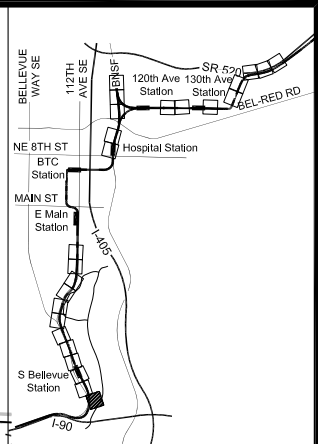 BELLEVUE
WAY SE
112TH
AVE SE
BNSF
SR 520
120th Ave
Station
130th Ave
Station
BEL-RED RD
NE 8TH ST
Hospital Station
BTC
Station
MAIN ST
E Main
Station
I-405
S Bellevue
Station
I-90